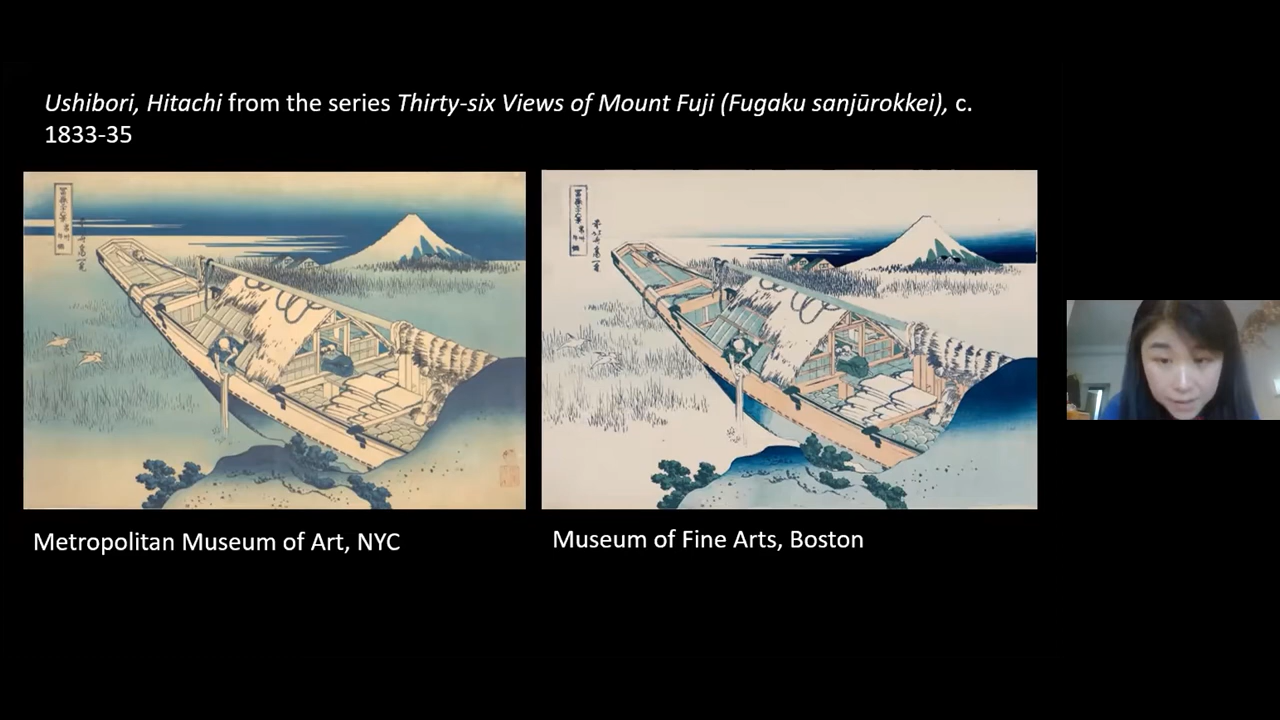 Ushibori, Hitachi from the series Thirty-six Views of Mount Fuji (Fugaku sanjūrokkei), c.
1833-35
Metropolitan Museum of Art, NYC
Museum of Fine Arts, Boston